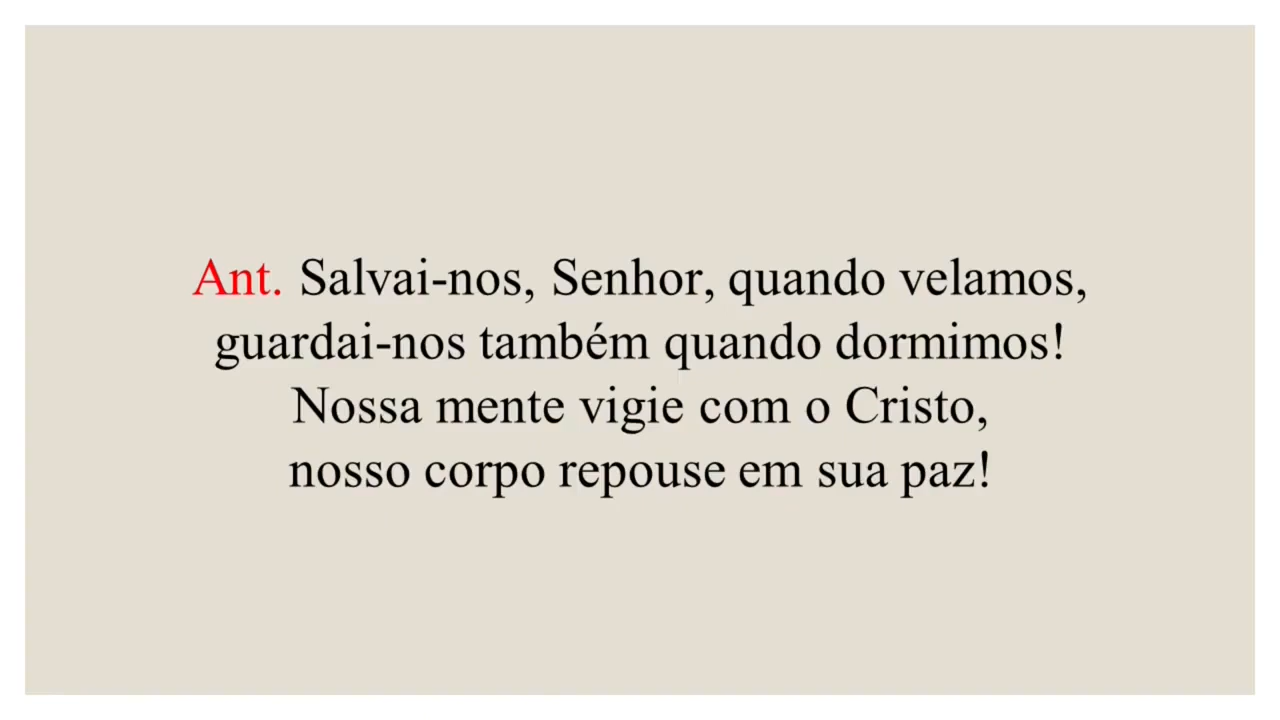 Ant. Salvai-nos, Senhor, quando velamos,
guardai-nos também quando dormimos!
Nossa mente vigie com o Cristo,
nosso corpo repouse em sua paz!